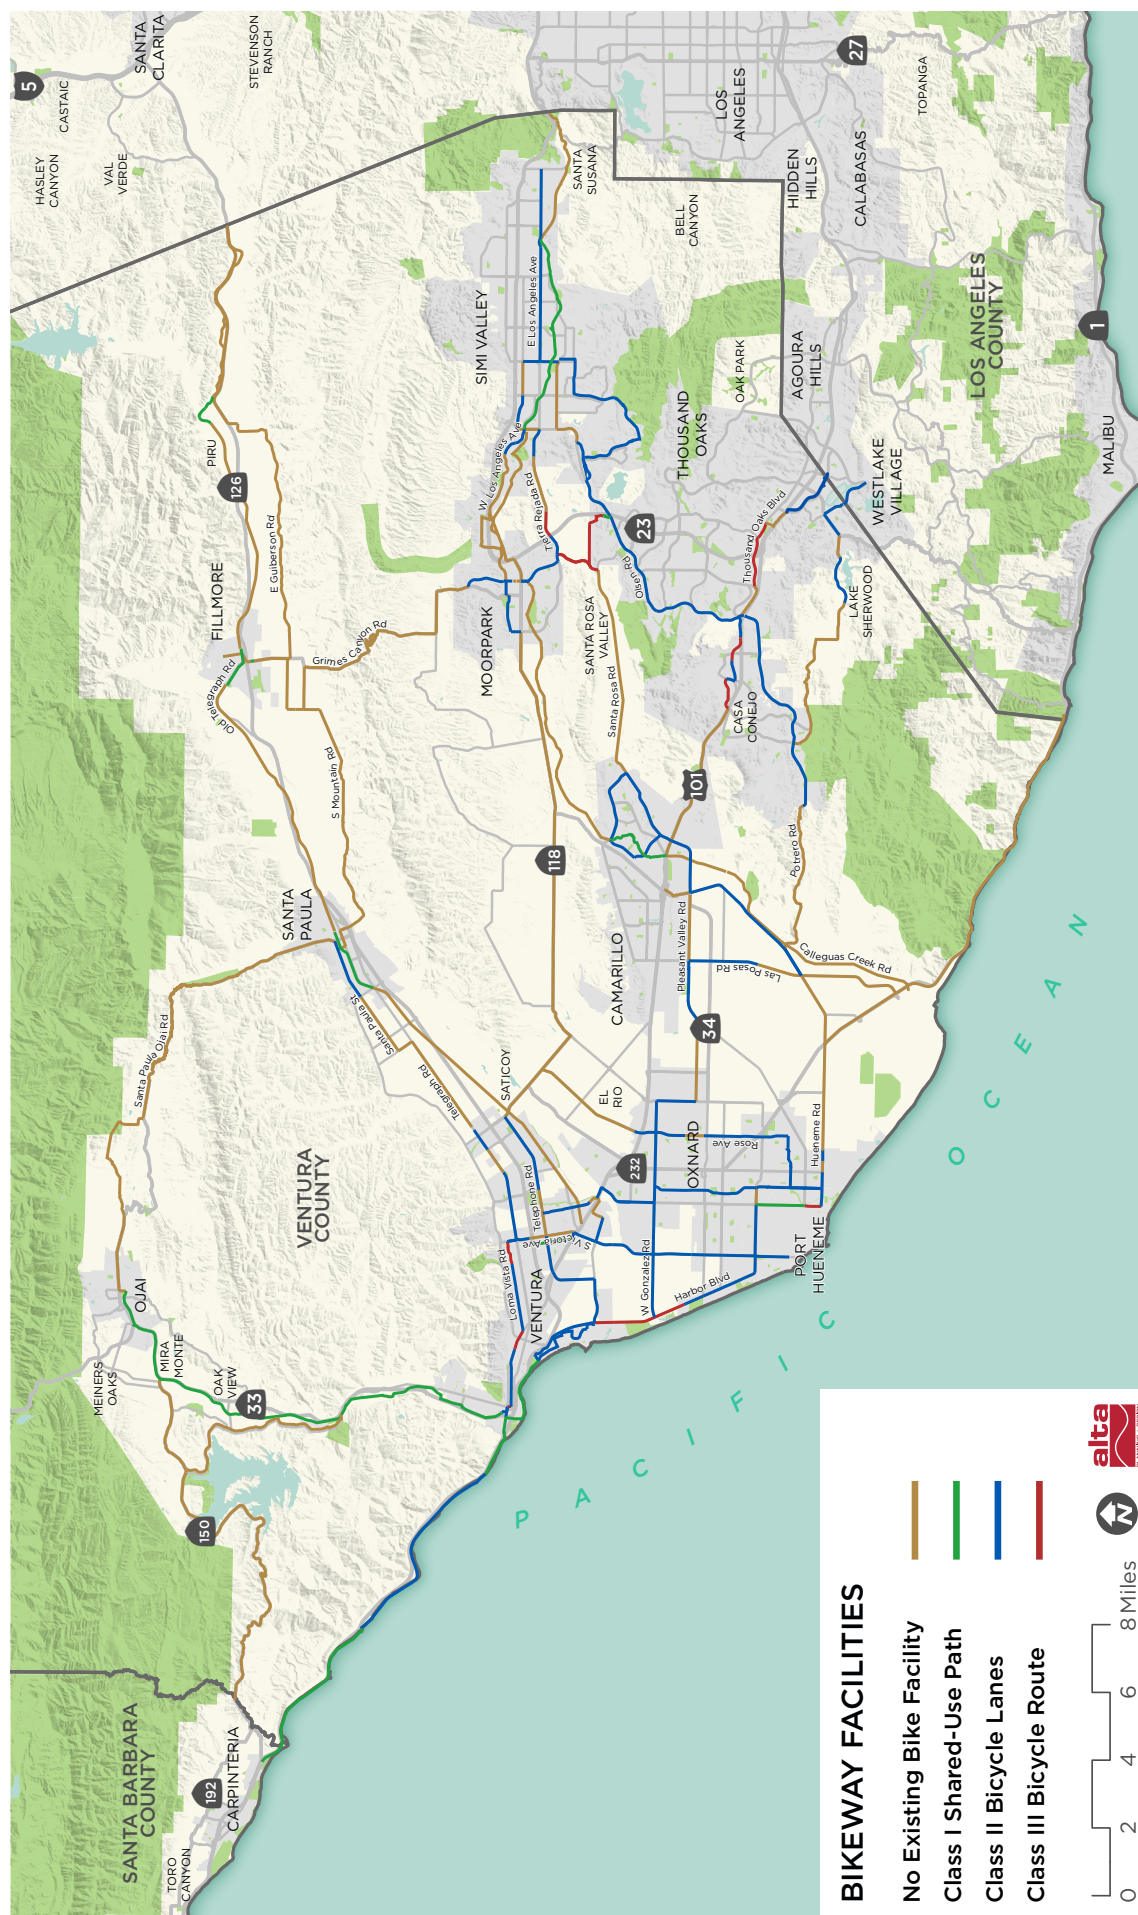 SANTA BARBARA
COUNTY
TORO
CANYON
192
CARPINTERIA
150
MEINERS
OAKS
OJAI
MIRA
MONTE
OAK
VIEW
33
Santa Paula Ojai Rd
VENTURA
COUNTY
SANTA
PAULA
Santa Paula St
Telegraph Rd
SATICOY
Loma Vista Rd
VENTURA
Telephone Rd
S Victoria Ave
EL
RIO
232
W Gonzalez Rd
Harbor Blvd
OXNARD
Rose Ave
PORT
HUENEME
Hueneme Rd
34
CAMARILLO
Pleasant Valley Rd
Las Posas Rd
Calleguas Creek Rd
Potrero Rd
118
101
S Mountain Rd
Old Telegraph Rd
FILLMORE
Grimes Canyon Rd
E Guiberson Rd
126
PIRU
MOORPARK
SANTA ROSA
VALLEY
Santa Rosa Rd
CASA
CONEJO
Tierra Rejada Rd
W Los Angeles Ave
Olsen Rd
23
Thousand Oaks Blvd
LAKE
SHERWOOD
THOUSAND
OAKS
WESTLAKE
VILLAGE
SIMI VALLEY
E Los Angeles Ave
OAK PARK
AGOURA
HILLS
SANTA
SUSANA
BELL
CANYON
HIDDEN
HILLS
CALABASAS
LOS ANGELES
COUNTY
MALIBU
1
TOPANGA
27
LOS
ANGELES
STEVENSON
RANCH
SANTA
CLARITA
VAL
VERDE
HASLEY
CANYON
CASTAIC
5
PACIFIC OCEAN
BIKEWAY FACILITIES
No Existing Bike Facility
Class I Shared-Use Path
Class II Bicycle Lanes
Class III Bicycle Route
0 2 4 6 8 Miles
N
alta